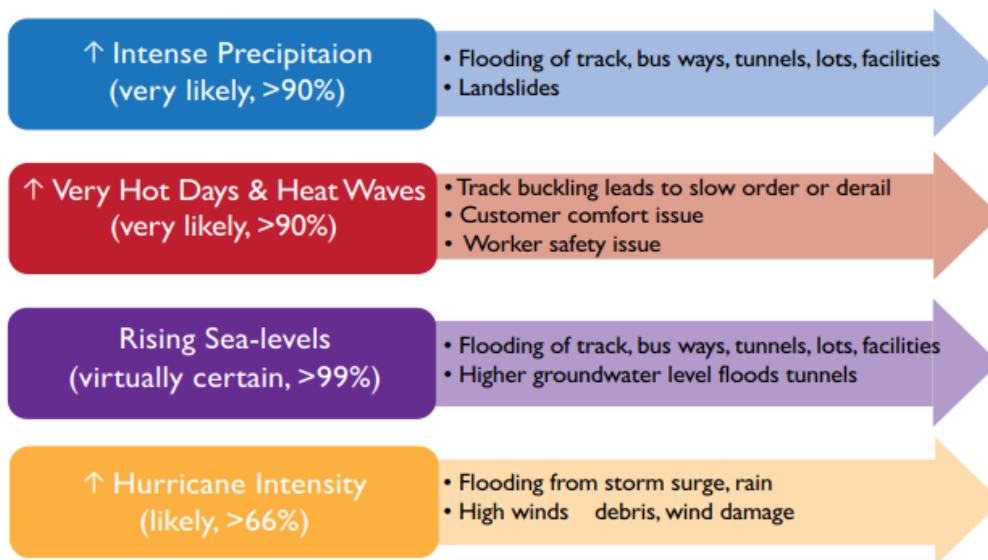 ↑ Intense Precipitaion
(very likely, >90%)
• Flooding of track, bus ways, tunnels, lots, facilities
• Landslides
↑ Very Hot Days & Heat Waves
(very likely, >90%)
• Track buckling leads to slow order or derail
• Customer comfort issue
• Worker safety issue
Rising Sea-levels
(virtually certain, >99%)
• Flooding of track, bus ways, tunnels, lots, facilities
• Higher groundwater level floods tunnels
↑ Hurricane Intensity
(likely, >66%)
• Flooding from storm surge, rain
• High winds debris, wind damage